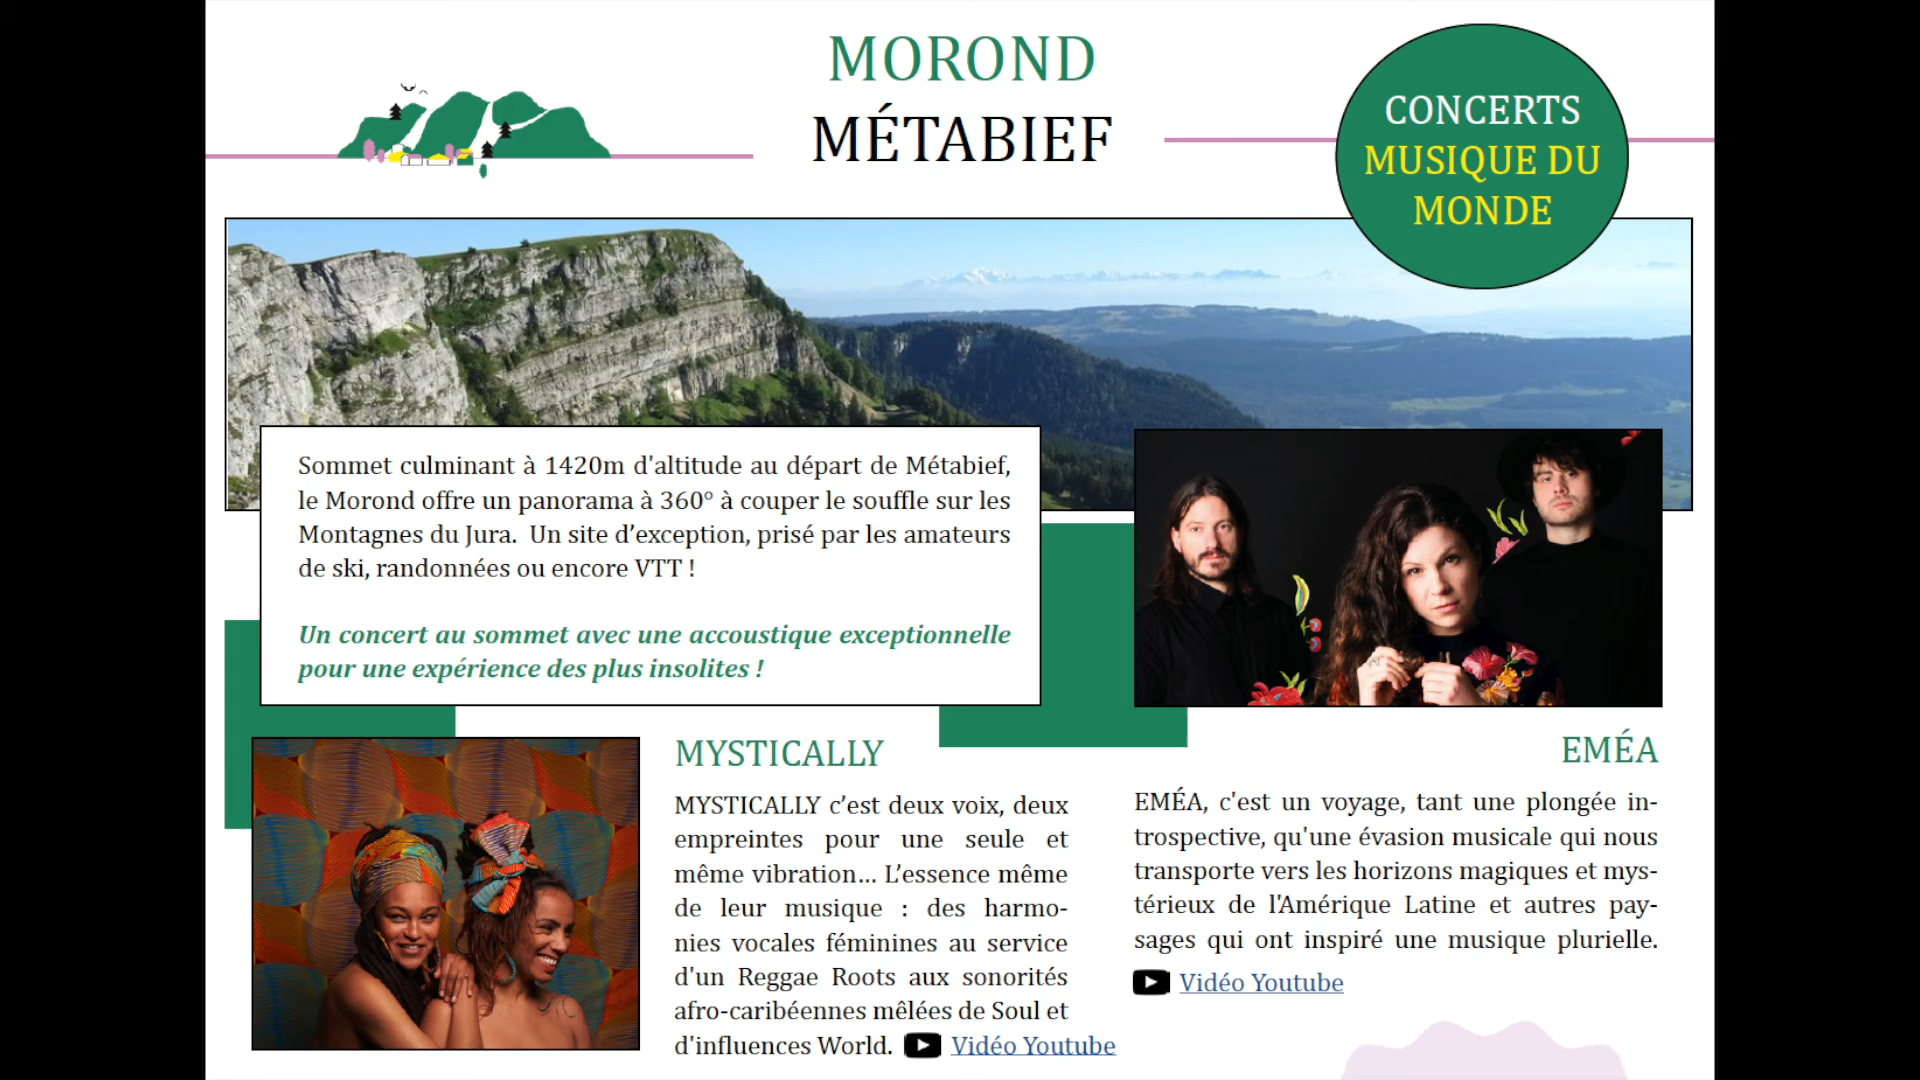 MOROND
MÉTABIEF
CONCERTS
MUSIQUE DU
MONDE
Sommet culminant à 1420m d'altitude au départ de Métabief,
le Morond offre un panorama à 360° à couper le souffle sur les
Montagnes du Jura. Un site d’exception, prisé par les amateurs
de ski, randonnées ou encore VTT !
Un concert au sommet avec une accoustique exceptionnelle
pour une expérience des plus insolites !
MYSTICALLY
MYSTICALLY c’est deux voix, deux
empreintes pour une seule et
même vibration… L’essence même
de leur musique : des harmo-
nies vocales féminines au service
d'un Reggae Roots aux sonorités
afro-caribéennes mêlées de Soul et
d'influences World. Vidéo Youtube
EMÉA
EMÉA, c'est un voyage, tant une plongée in-
trospective, qu'une évasion musicale qui nous
transporte vers les horizons magiques et mys-
térieux de l'Amérique Latine et autres pay-
sages qui ont inspiré une musique plurielle.
Vidéo Youtube